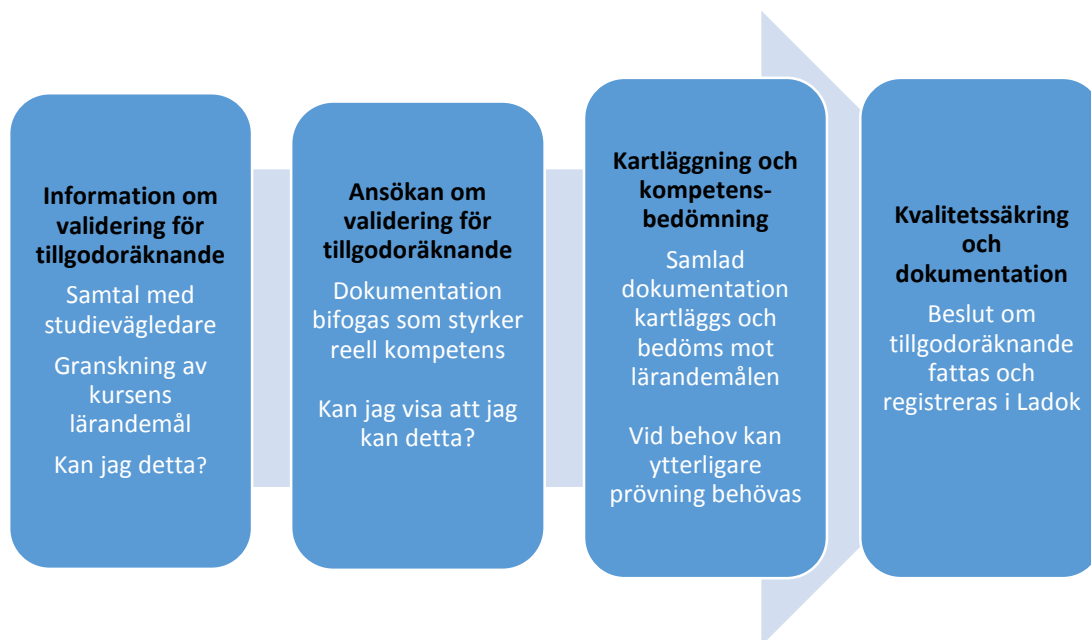 Information om
validering för
tillgodoräknande
Samtal med
studievägledare
Granskning av
kursens
lärandemål
Kan jag detta?
Ansökan om
validering för
tillgodoräknande
Dokumentation
bifogas som styrker
reell kompetens
Kan jag visa att jag
kan detta?
Kartläggning och
kompetens-
bedömning
Samlad
dokumentation
kartläggs och
bedöms mot
lärandemålen
Vid behov kan
ytterligare
prövning behövas
Kvalitetssäkring
och
dokumentation
Beslut om
tillgodoräknande
fattas och
registreras i Ladok